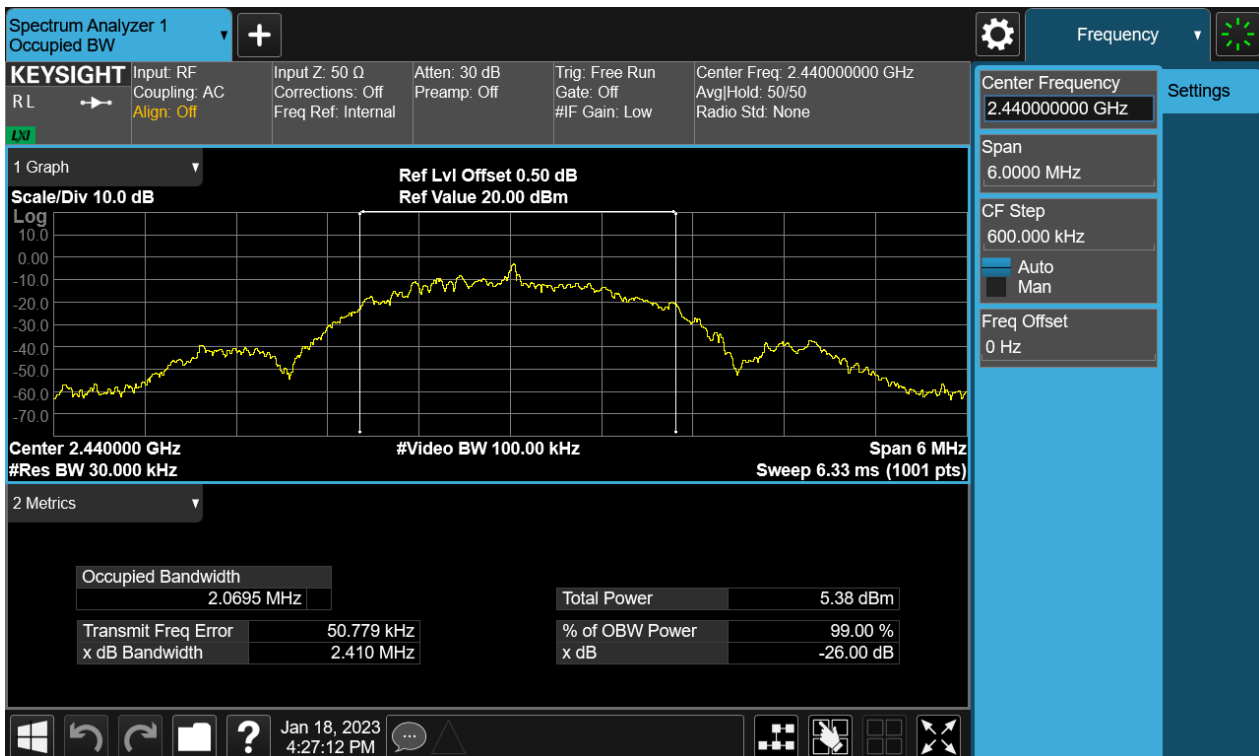 Spectrum Analyzer 1
Occupied BW
Frequency
KEYSIGHT
RL
LXI
Input: RF
Coupling: AC
Align: Off
Input Z: 50 Ω
Corrections: Off
Freq Ref: Internal
Atten: 30 dB
Preamp: Off
Trig: Free Run
Gate: Off
#IF Gain: Low
Center Freq: 2.440000000 GHz
Avg|Hold: 50/50
Radio Std: None
Center Frequency
2.440000000 GHz
Settings
Span
6.0000 MHz
CF Step
600.000 kHz
Auto
Man
Freq Offset
0 Hz
1 Graph
Scale/Div 10.0 dB
Ref Lvl Offset 0.50 dB
Ref Value 20.00 dBm
Log
10.0
0.00
-10.0
-20.0
-30.0
-40.0
-50.0
-60.0
-70.0
Center 2.440000 GHz
#Video BW 100.00 kHz
Span 6 MHz
#Res BW 30.000 kHz
Sweep 6.33 ms (1001 pts)
2 Metrics
Occupied Bandwidth
2.0695 MHz
Total Power 5.38 dBm
Transmit Freq Error 50.779 kHz
% of OBW Power 99.00 %
x dB Bandwidth 2.410 MHz
x dB -26.00 dB
Jan 18, 2023
4:27:12 PM